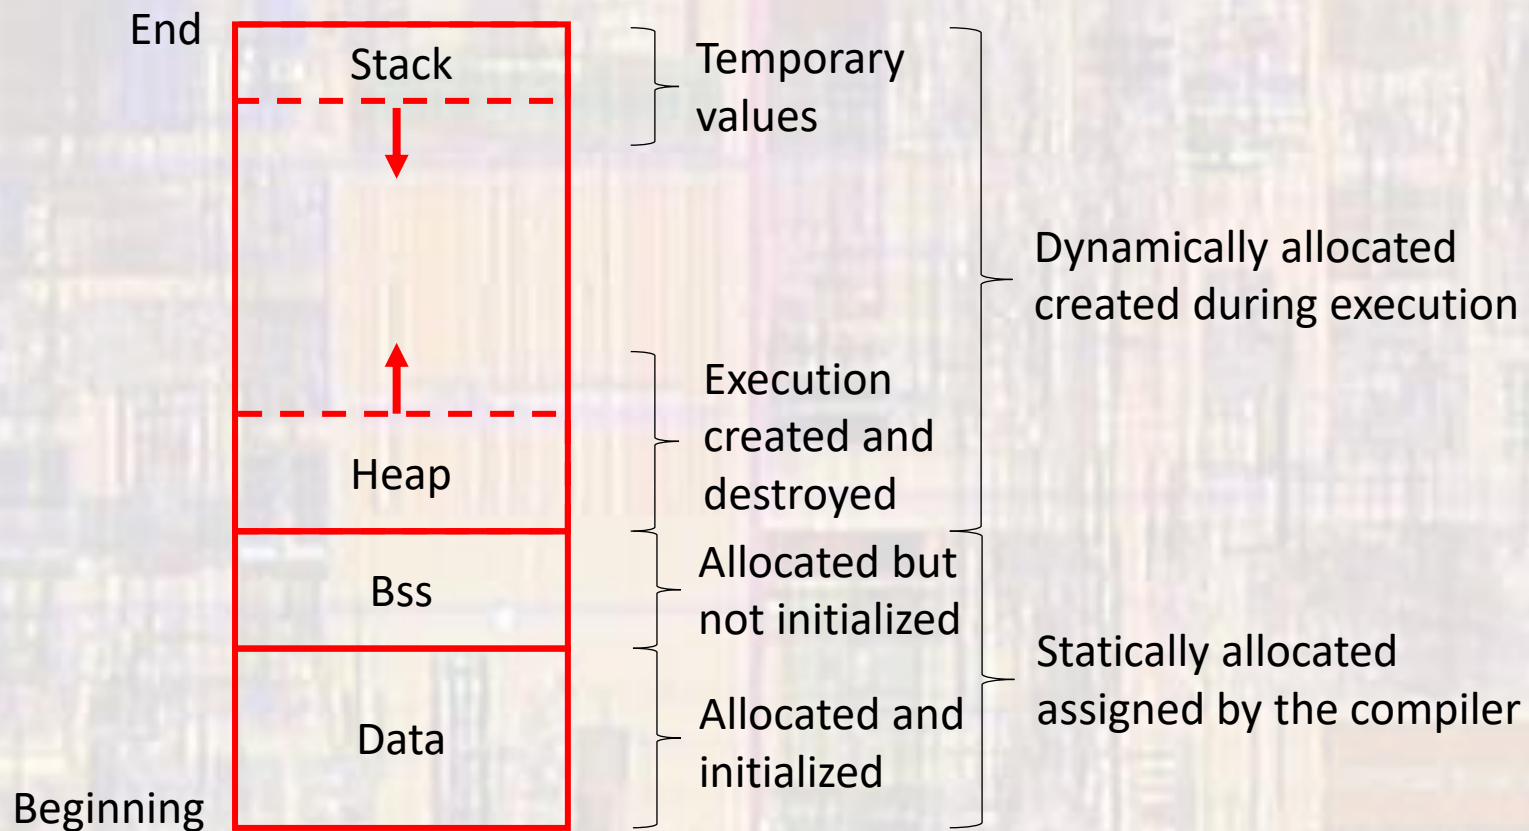 End
Stack
Temporary
values
Dynamically allocated
created during execution
Execution
created and
destroyed
Heap
Allocated but
not initialized
Bss
Statically allocated
assigned by the compiler
Allocated and
initialized
Data
Beginning